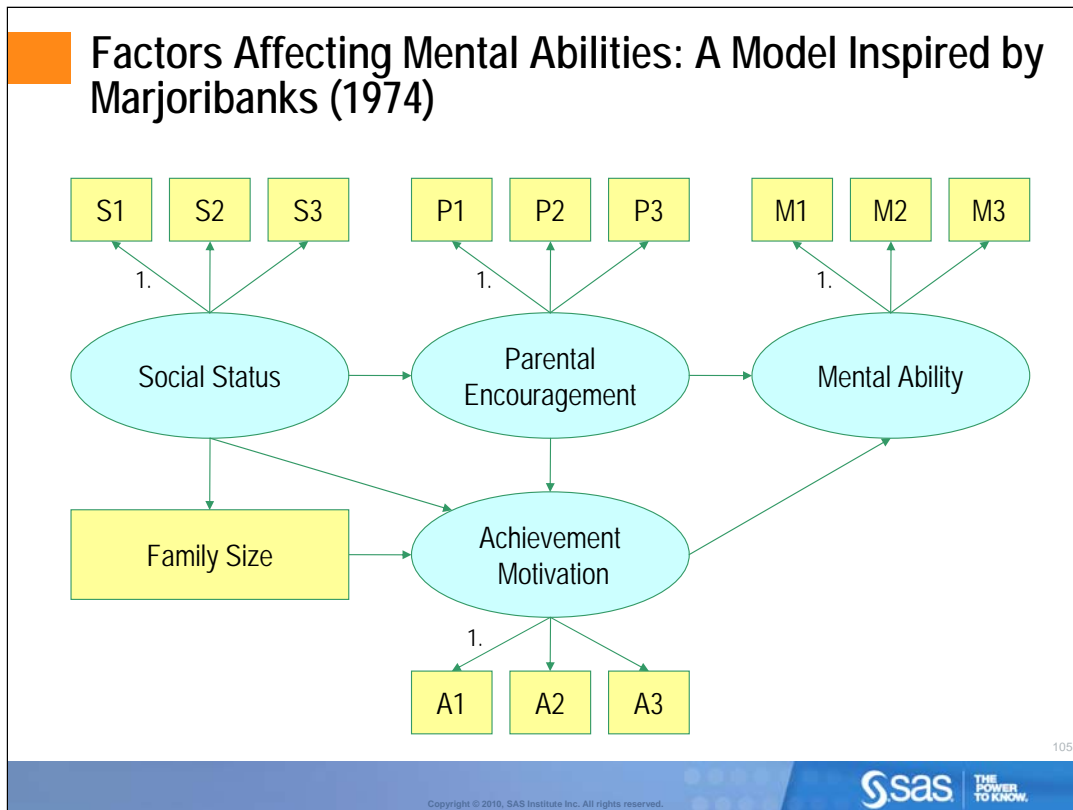 Factors Affecting Mental Abilities: A Model Inspired by
Marjoribanks (1974)
S1 S2 S3 P1 P2 P3 M1 M2 M3
1. 1. 1.
Social Status
Parental
Encouragement
Mental Ability
Family Size
Achievement
Motivation
1.
A1 A2 A3
105
Copyright © 2010, SAS Institute Inc. All rights reserved.
sas
THE
POWER
TO KNOW.